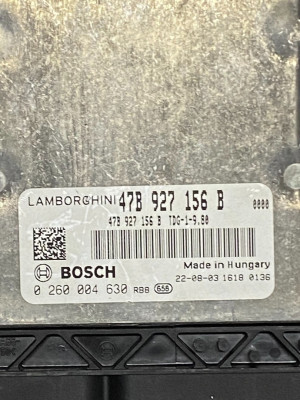 LAMBORGHINI 47B 927 156 B 0000
47B 927 156 B TDG-1-9.80
BOSCH Made in Hungary
0 260 004 630 RBB 658 22-08-03 1618 0136